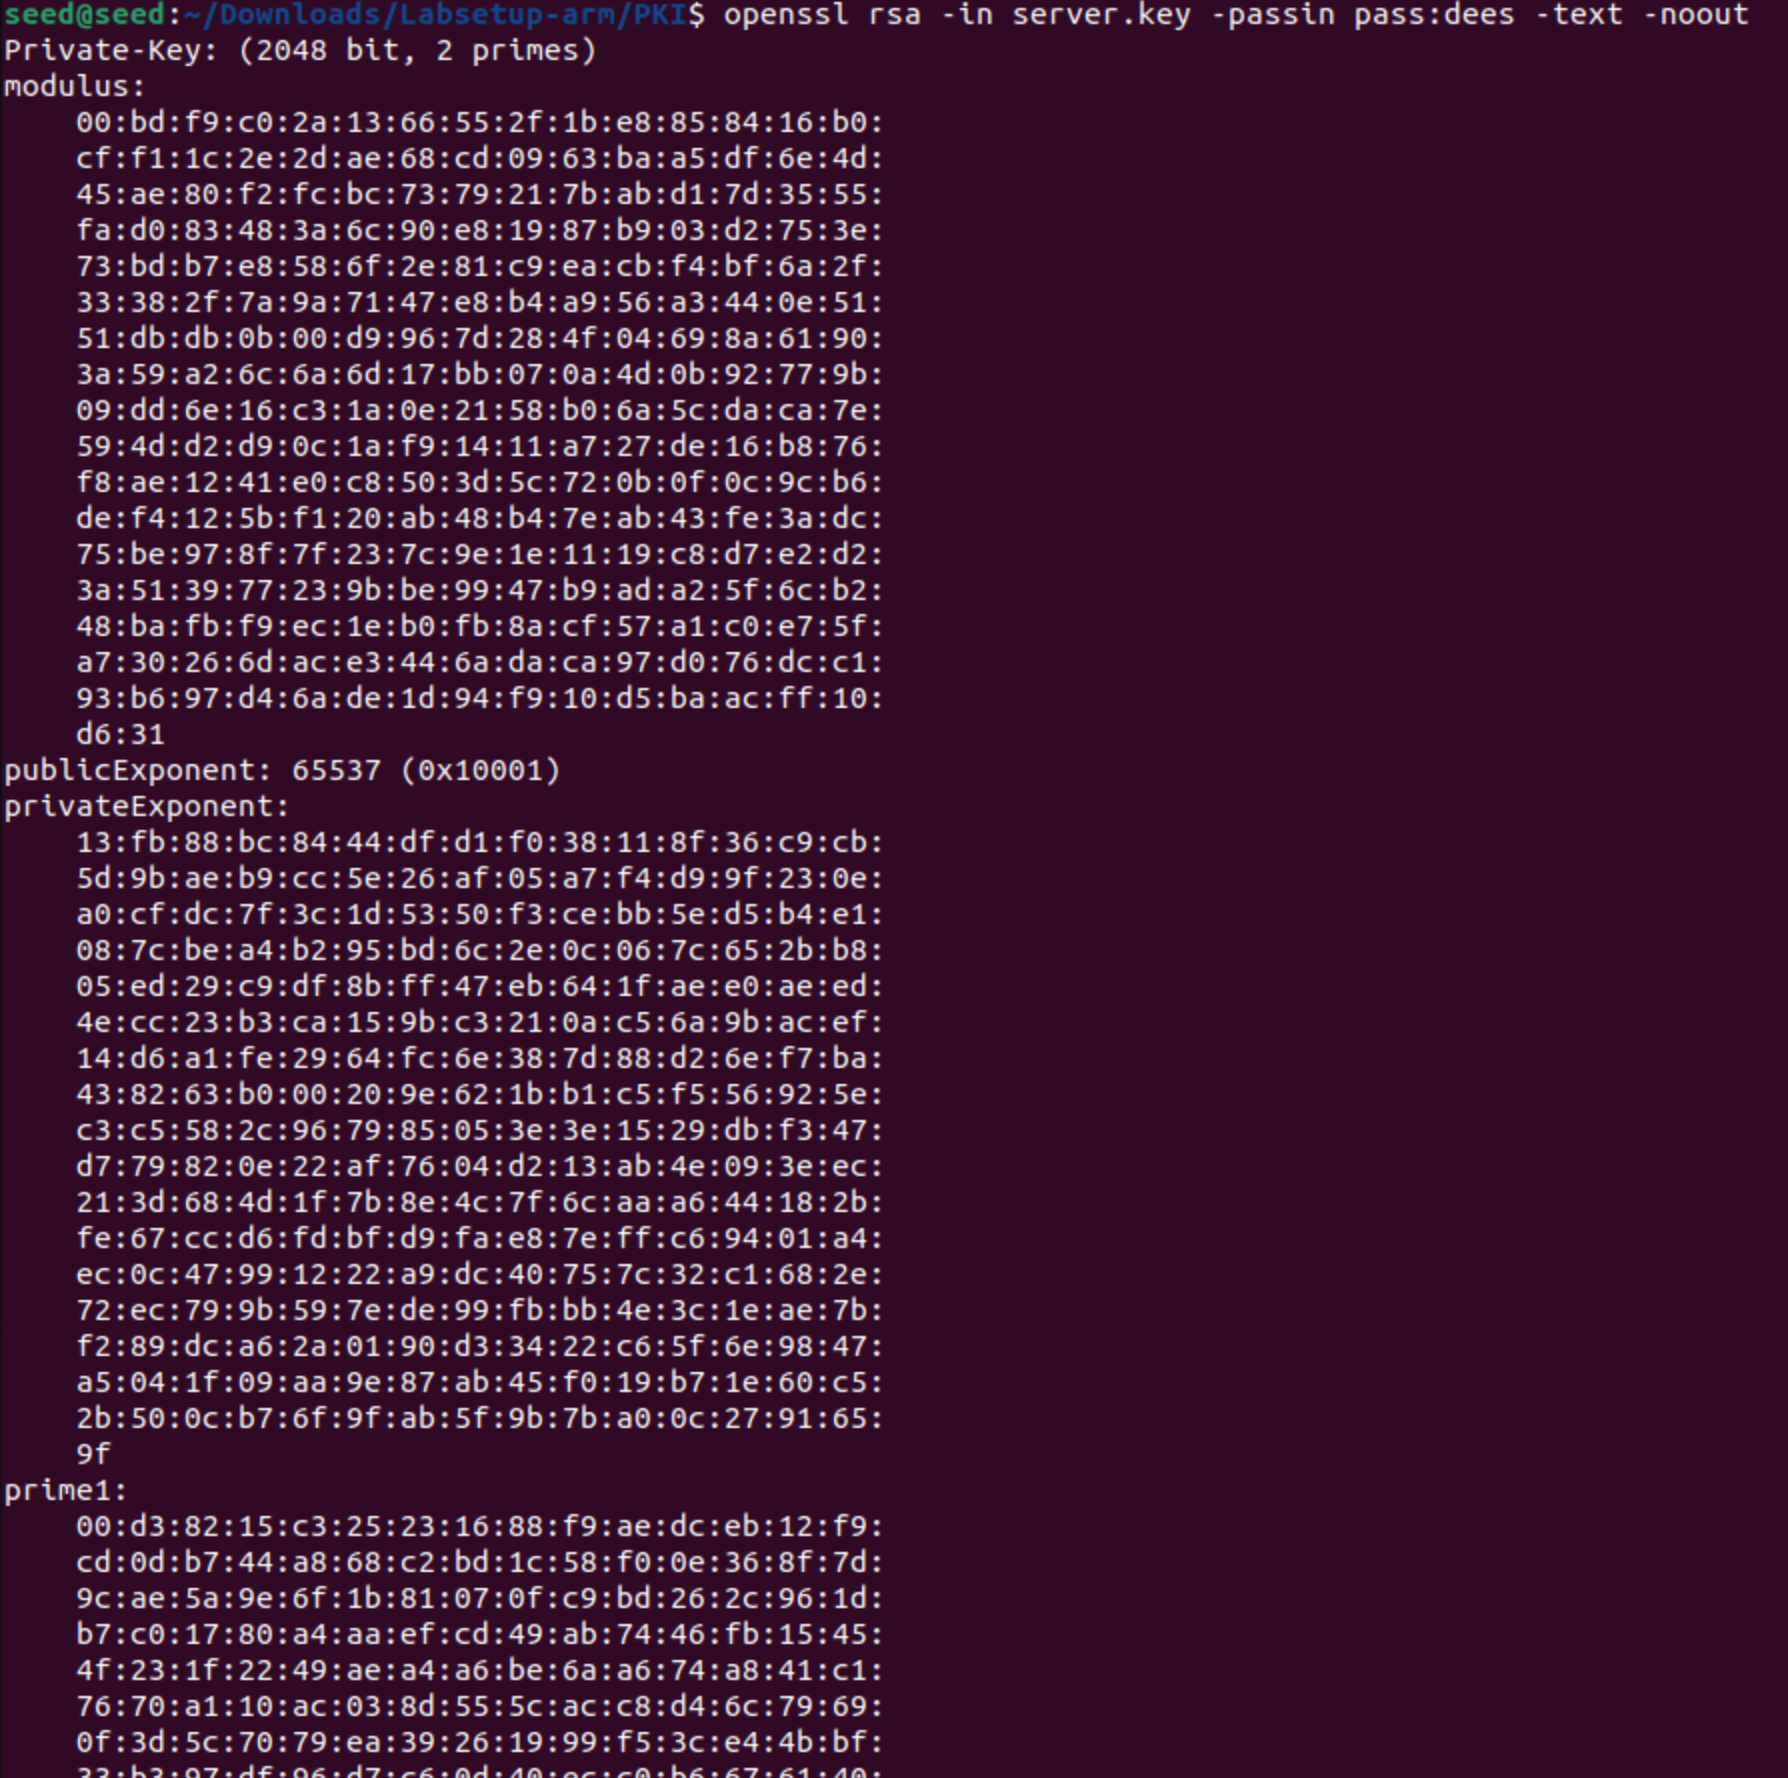 seed@seed:~/Downloads/Labsetup-arm/PKI$ openssl rsa -in server.key -passin pass:dees -text -noout
Private-Key: (2048 bit, 2 primes)
modulus:
    00:bd:f9:c0:2a:13:66:55:2f:1b:e8:85:84:16:b0:
    cf:f1:1c:2e:2d:ae:68:cd:09:63:ba:a5:df:6e:4d:
    45:ae:80:f2:fc:bc:73:79:21:7b:ab:d1:7d:35:55:
    fa:d0:83:48:3a:6c:90:e8:19:87:b9:03:d2:75:3e:
    73:bd:b7:e8:58:6f:2e:81:c9:ea:cb:f4:bf:6a:2f:
    33:38:2f:7a:9a:71:47:e8:b4:a9:56:a3:44:0e:51:
    51:db:db:0b:00:d9:96:7d:28:4f:04:69:8a:61:90:
    3a:59:a2:6c:6a:6d:17:bb:07:0a:4d:0b:92:77:9b:
    09:dd:6e:16:c3:1a:0e:21:58:b0:6a:5c:da:ca:7e:
    59:4d:d2:d9:0c:1a:f9:14:11:a7:27:de:16:b8:76:
    f8:ae:12:41:e0:c8:50:3d:5c:72:0b:0f:0c:9c:b6:
    de:f4:12:5b:f1:20:ab:48:b4:7e:ab:43:fe:3a:dc:
    75:be:97:8f:7f:23:7c:9e:1e:11:19:c8:d7:e2:d2:
    3a:51:39:77:23:9b:be:99:47:b9:ad:a2:5f:6c:b2:
    48:ba:fb:f9:ec:1e:b0:fb:8a:cf:57:a1:c0:e7:5f:
    a7:30:26:6d:ac:e3:44:6a:da:ca:97:d0:76:dc:c1:
    93:b6:97:d4:6a:de:1d:94:f9:10:d5:ba:ac:ff:10:
    d6:31
publicExponent: 65537 (0x10001)
privateExponent:
    13:fb:88:bc:84:44:df:d1:f0:38:11:8f:36:c9:cb:
    5d:9b:ae:b9:cc:5e:26:af:05:a7:f4:d9:9f:23:0e:
    a0:cf:dc:7f:3c:1d:53:50:f3:ce:bb:5e:d5:b4:e1:
    08:7c:be:a4:b2:95:bd:6c:2e:0c:06:7c:65:2b:b8:
    05:ed:29:c9:df:8b:ff:47:eb:64:1f:ae:e0:ae:ed:
    4e:cc:23:b3:ca:15:9b:c3:21:0a:c5:6a:9b:ac:ef:
    14:d6:a1:fe:29:64:fc:6e:38:7d:88:d2:6e:f7:ba:
    43:82:63:b0:00:20:9e:62:1b:b1:c5:f5:56:92:5e:
    c3:c5:58:2c:96:79:85:05:3e:3e:15:29:db:f3:47:
    d7:79:82:0e:22:af:76:04:d2:13:ab:4e:09:3e:ec:
    21:3d:68:4d:1f:7b:8e:4c:7f:6c:aa:a6:44:18:2b:
    fe:67:cc:d6:fd:bf:d9:fa:e8:7e:ff:c6:94:01:a4:
    ec:0c:47:99:12:22:a9:dc:40:75:7c:32:c1:68:2e:
    72:ec:79:9b:59:7e:de:99:fb:bb:4e:3c:1e:ae:7b:
    f2:89:dc:a6:2a:01:90:d3:34:22:c6:5f:6e:98:47:
    a5:04:1f:09:aa:9e:87:ab:45:f0:19:b7:1e:60:c5:
    2b:50:0c:b7:6f:9f:ab:5f:9b:7b:a0:0c:27:91:65:
    9f
prime1:
    00:d3:82:15:c3:25:23:16:88:f9:ae:dc:eb:12:f9:
    cd:0d:b7:44:a8:68:c2:bd:1c:58:f0:0e:36:8f:7d:
    9c:ae:5a:9e:6f:1b:81:07:0f:c9:bd:26:2c:96:1d:
    b7:c0:17:80:a4:aa:ef:cd:49:ab:74:46:fb:15:45:
    4f:23:1f:22:49:ae:a4:a6:be:6a:a6:74:a8:41:c1:
    76:70:a1:10:ac:03:8d:55:5c:ac:c8:d4:6c:79:69:
    0f:3d:5c:70:79:ea:39:26:19:99:f5:3c:e4:4b:bf: